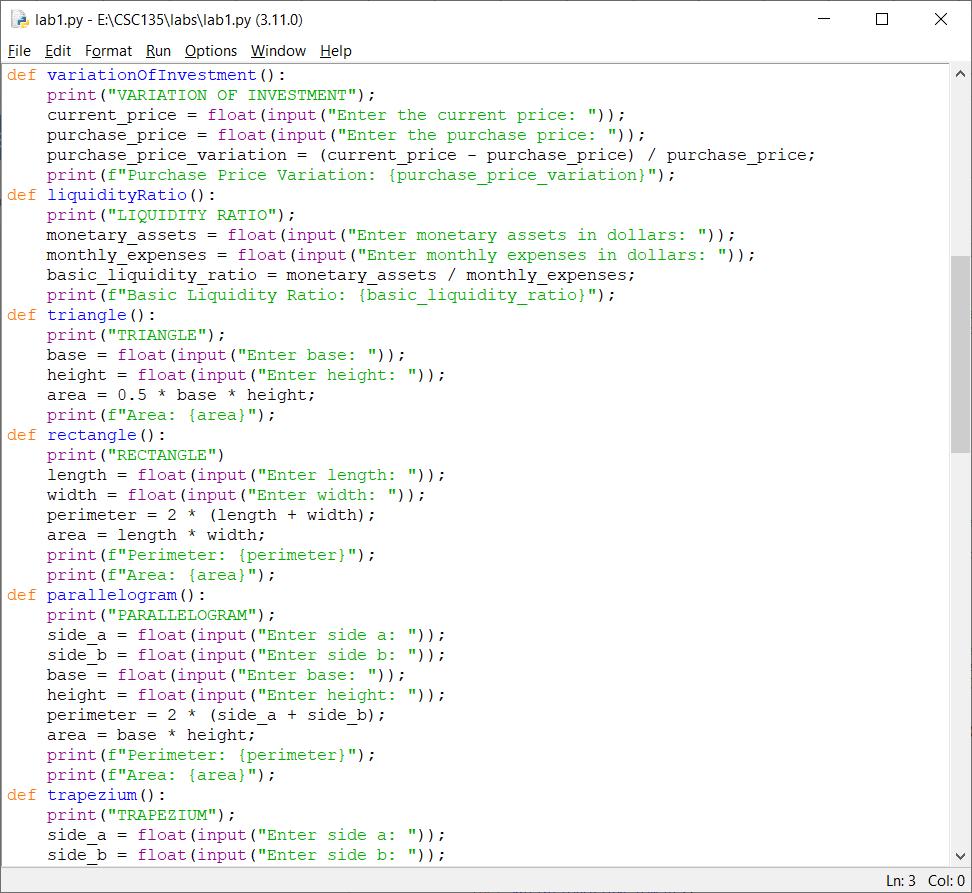 lab1.py - E:\CSC135\labs\lab1.py (3.11.0)
File Edit Format Run Options Window Help
def variationOfInvestment():
    print("VARIATION OF INVESTMENT");
    current_price = float(input("Enter the current price: "));
    purchase_price = float(input("Enter the purchase price: "));
    purchase_price_variation = (current_price - purchase_price) / purchase_price;
    print(f"Purchase Price Variation: {purchase_price_variation}");
def liquidityRatio():
    print("LIQUIDITY RATIO");
    monetary_assets = float(input("Enter monetary assets in dollars: "));
    monthly_expenses = float(input("Enter monthly expenses in dollars: "));
    basic_liquidity_ratio = monetary_assets / monthly_expenses;
    print(f"Basic Liquidity Ratio: {basic_liquidity_ratio}");
def triangle():
    print("TRIANGLE");
    base = float(input("Enter base: "));
    height = float(input("Enter height: "));
    area = 0.5 * base * height;
    print(f"Area: {area}");
def rectangle():
    print("RECTANGLE")
    length = float(input("Enter length: "));
    width = float(input("Enter width: "));
    perimeter = 2 * (length + width);
    area = length * width;
    print(f"Perimeter: {perimeter}");
    print(f"Area: {area}");
def parallelogram():
    print("PARALLELOGRAM");
    side_a = float(input("Enter side a: "));
    side_b = float(input("Enter side b: "));
    base = float(input("Enter base: "));
    height = float(input("Enter height: "));
    perimeter = 2 * (side_a + side_b);
    area = base * height;
    print(f"Perimeter: {perimeter}");
    print(f"Area: {area}");
def trapezium():
    print("TRAPEZIUM");
    side_a = float(input("Enter side a: "));
    side_b = float(input("Enter side b: "));
Ln: 3 Col: 0